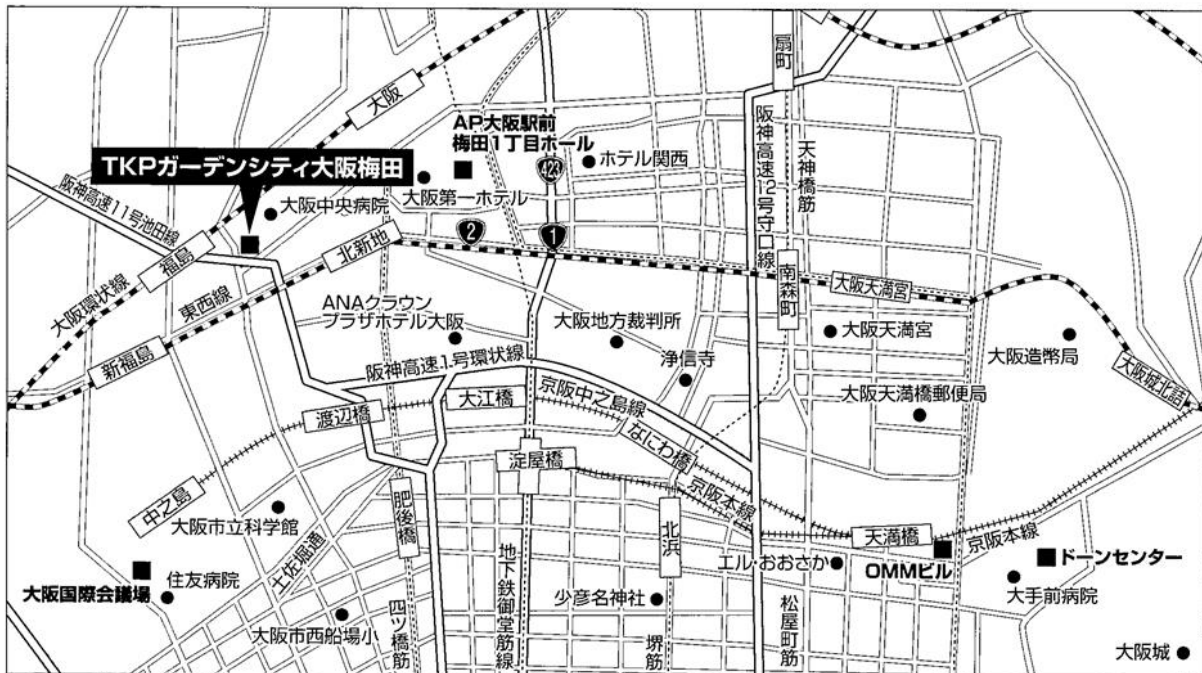 扇町
大阪
AP大阪駅前
梅田1丁目ホール
423
ホテル関西
阪神高速12号守口線
天神橋筋
TKPガーデンシティ大阪梅田
大阪第一ホテル
阪神高速11号池田線
大阪中央病院
2
1
北新地
福島
大阪環状線
東西線
南森町
大阪天満宮
ANAクラウン
プラザホテル大阪
大阪地方裁判所
大阪天満宮
大阪造幣局
新福島
阪神高速1号環状線
浄信寺
大阪城北詰
京阪中之島線
大江橋
渡辺橋
大阪天満橋郵便局
なにわ橋
淀屋橋
京阪本線
中之島
肥後橋
大阪市立科学館
北浜
天満橋
京阪本線
土佐堀通
地下鉄御堂筋線
エル・おおさか
OMMビル
ドーンセンター
大阪国際会議場
住友病院
大手前病院
少彦名神社
大阪市西船場小
四ツ橋筋
堺筋
松屋町筋
大阪城